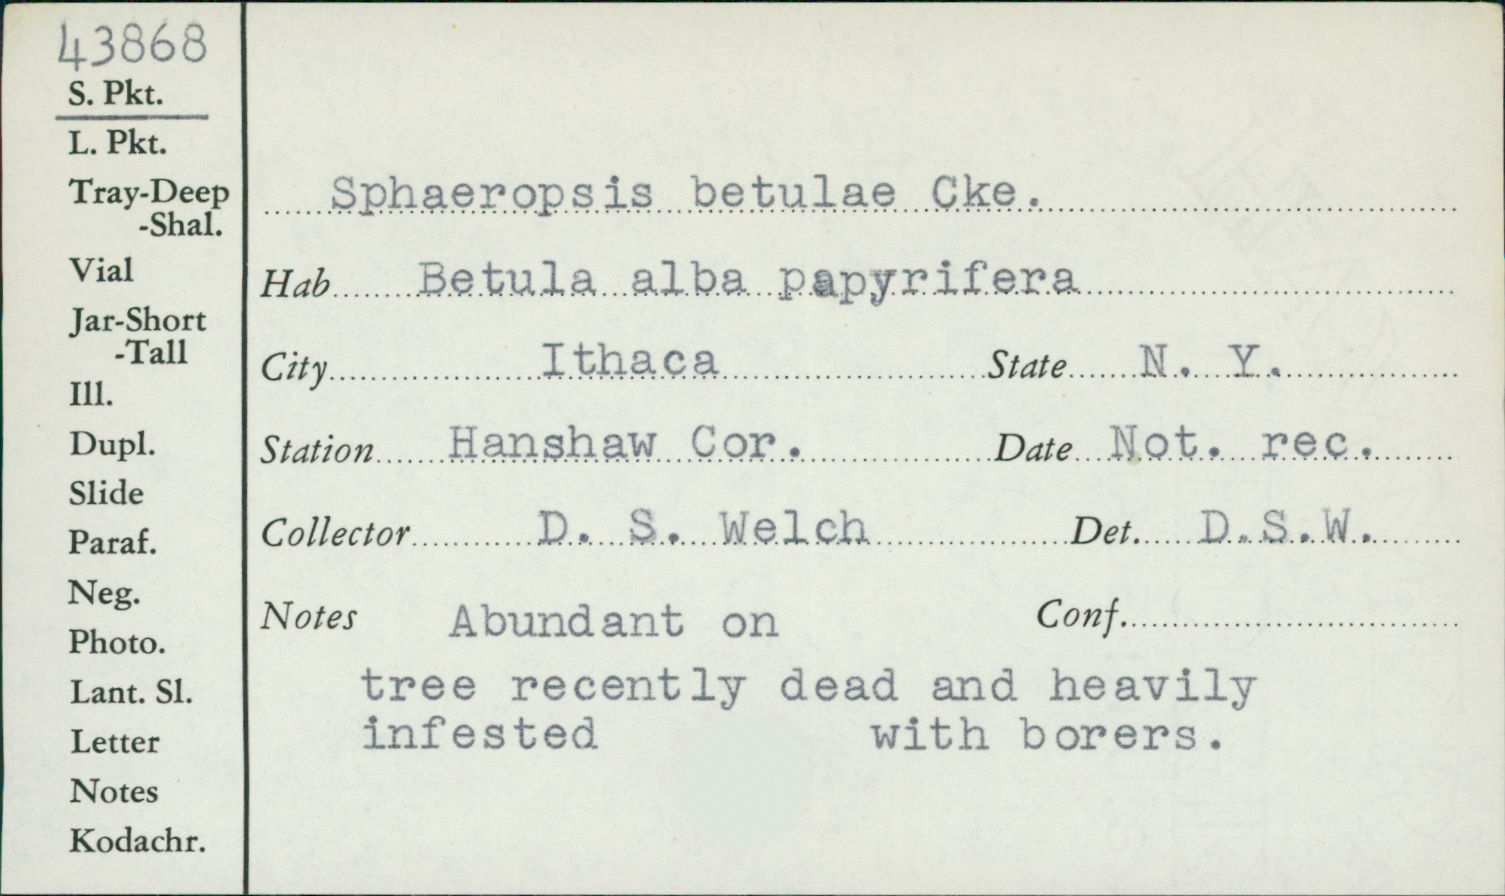 43868
S. Pkt.
L. Pkt.
Tray-Deep
-Shal.
Vial
Jar-Short
-Tall
Ill.
Dupl.
Slide
Paraf.
Neg.
Photo.
Lant. Sl.
Letter
Notes
Kodachr.
Sphaeropsis betulae Cke.
Hab Betula alba papyrifera
City Ithaca State N. Y.
Station Hanshaw Cor. Date Not. rec.
Collector D. S. Welch Det. D.S.W.
Notes Abundant on Conf.
tree recently dead and heavily
infested with borers.